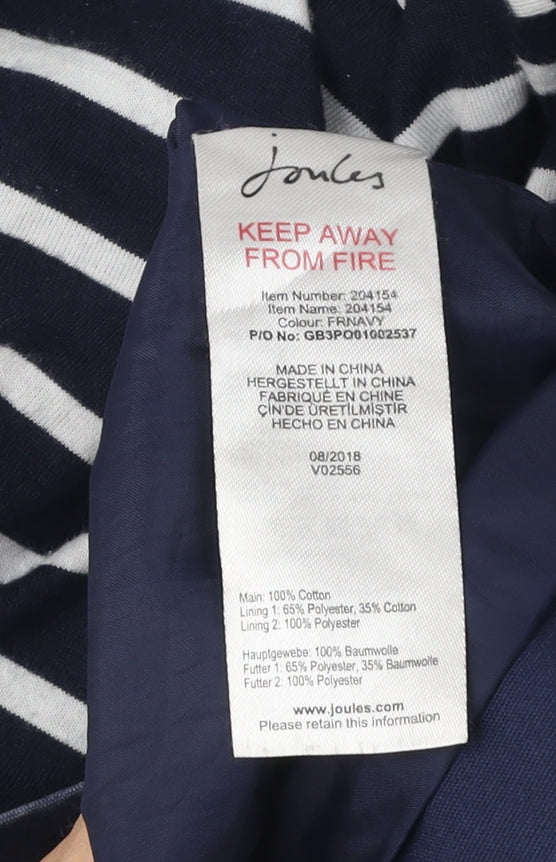 Joules
KEEP AWAY
FROM FIRE
Item Number: 204154
Item Name: 204154
Colour: FRNAVY
P/O No: GB3PO01002537
MADE IN CHINA
HERGESTELLT IN CHINA
FABRIQUÉ EN CHINE
ÇİN'DE ÜRETİLMİŞTİR
HECHO EN CHINA
08/2018
V02556
Main: 100% Cotton
Lining 1: 65% Polyester, 35% Cotton
Lining 2: 100% Polyester
Hauptgewebe: 100% Baumwolle
Futter 1: 65% Polyester, 35% Baumwolle
Futter 2: 100% Polyester
www.joules.com
Please retain this information